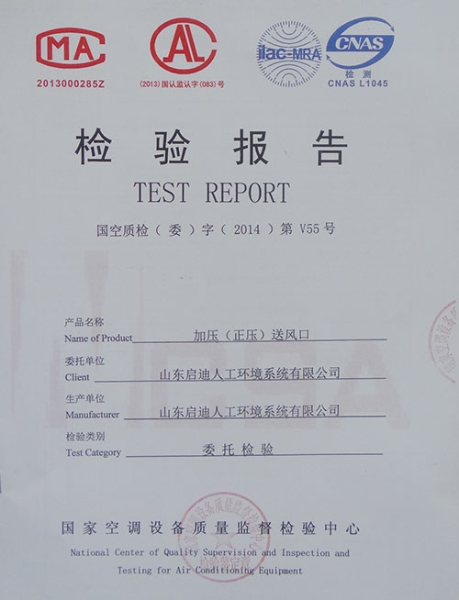 MA
2013000285Z
CAL
(2013)国认监认字(083)号
ilac-MRA
CNAS
检 测
CNAS L1045
检 验 报 告
TEST REPORT
国空质检(委)字(2014)第 V55 号
产品名称
Name of Product 加压(正压)送风口
委托单位
Client 山东启迪人工环境系统有限公司
生产单位
Manufacturer 山东启迪人工环境系统有限公司
检验类别
Test Category 委 托 检 验
国家空调设备质量监督检验中心
National Center of Quality Supervision and Inspection and
Testing for Air Conditioning Equipment